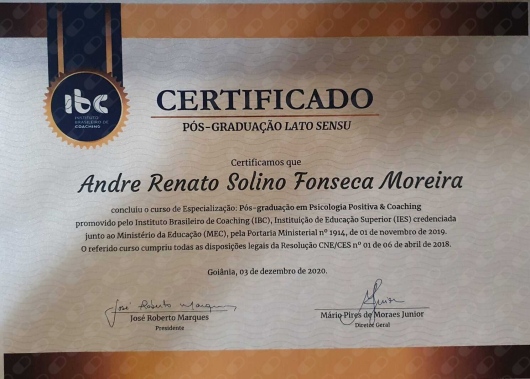 ibc
INSTITUTO
BRASILEIRO DE
COACHING
CERTIFICADO
PÓS-GRADUAÇÃO LATO SENSU
Certificamos que
Andre Renato Solino Fonseca Moreira
concluiu o curso de Especialização: Pós-graduação em Psicologia Positiva & Coaching
promovido pelo Instituto Brasileiro de Coaching (IBC), Instituição de Educação Superior (IES) credenciada
junto ao Ministério da Educação (MEC), pela Portaria Ministerial nº 1914, de 01 de novembro de 2019.
O referido curso cumpriu todas as disposições legais da Resolução CNE/CES nº 01 de 06 de abril de 2018.
Goiânia, 03 de dezembro de 2020.
José Roberto Marques
José Roberto Marques
Presidente
Mário Pires de Moraes Junior
Diretor Geral